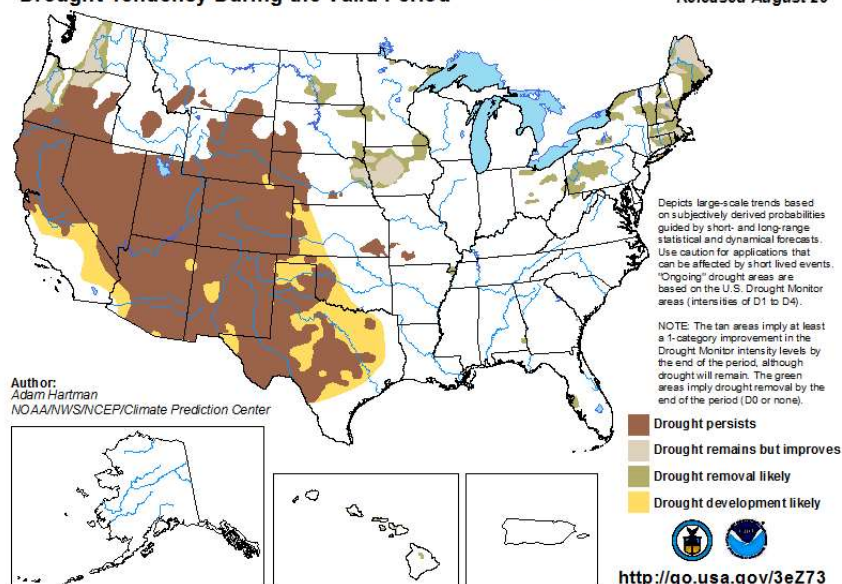 Drought Tendency During the Valid Period
Released August 20
Depicts large-scale trends based
on subjectively derived probabilities
guided by short- and long-range
statistical and dynamical forecasts.
Use caution for applications that
can be affected by short lived events.
"Ongoing" drought areas are
based on the U.S. Drought Monitor
areas (intensities of D1 to D4).
NOTE: The tan areas imply at least
a 1-category improvement in the
Drought Monitor intensity levels by
the end of the period, although
drought will remain. The green
areas imply drought removal by the
end of the period (D0 or none).
Author:
Adam Hartman
NOAA/NWS/NCEP/Climate Prediction Center
Drought persists
Drought remains but improves
Drought removal likely
Drought development likely
http://go.usa.gov/3eZ73